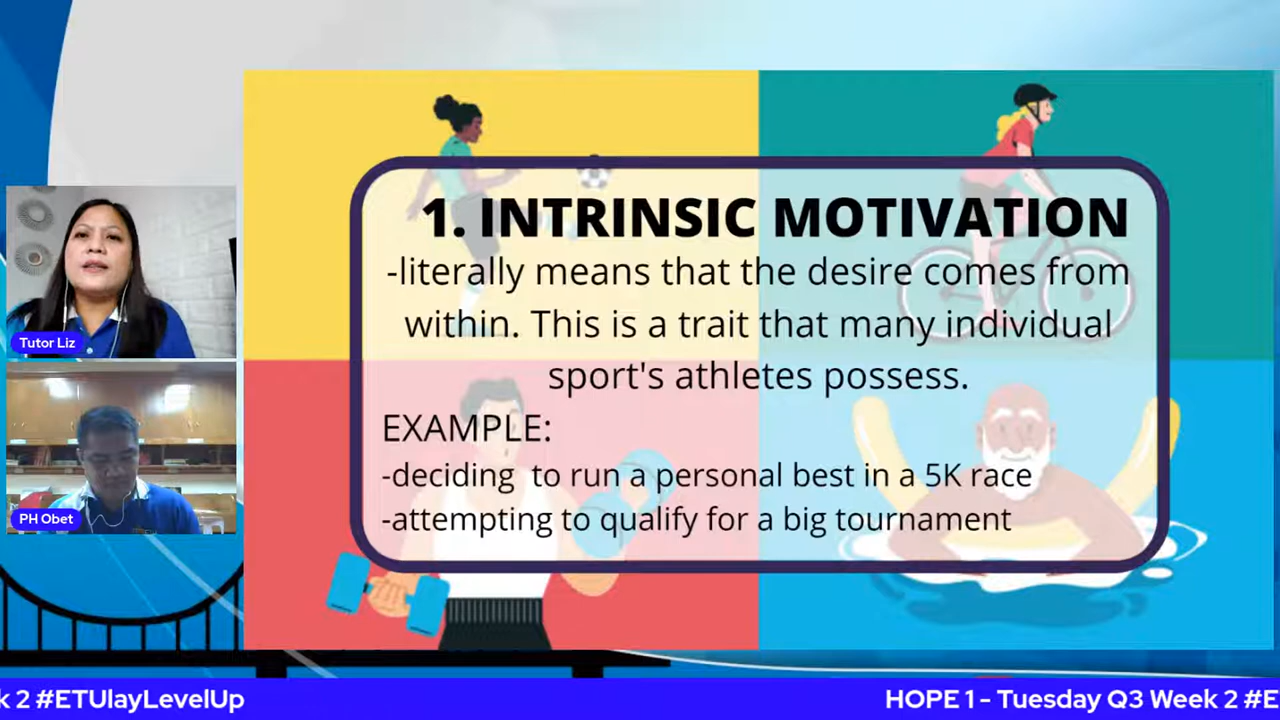 1. INTRINSIC MOTIVATION
-literally means that the desire comes from
within. This is a trait that many individual
sport's athletes possess.
EXAMPLE:
-deciding  to run a personal best in a 5K race
-attempting to qualify for a big tournament
Tutor Liz
PH Obet
k 2 #ETUlayLevelUp
HOPE 1 - Tuesday Q3 Week 2 #E